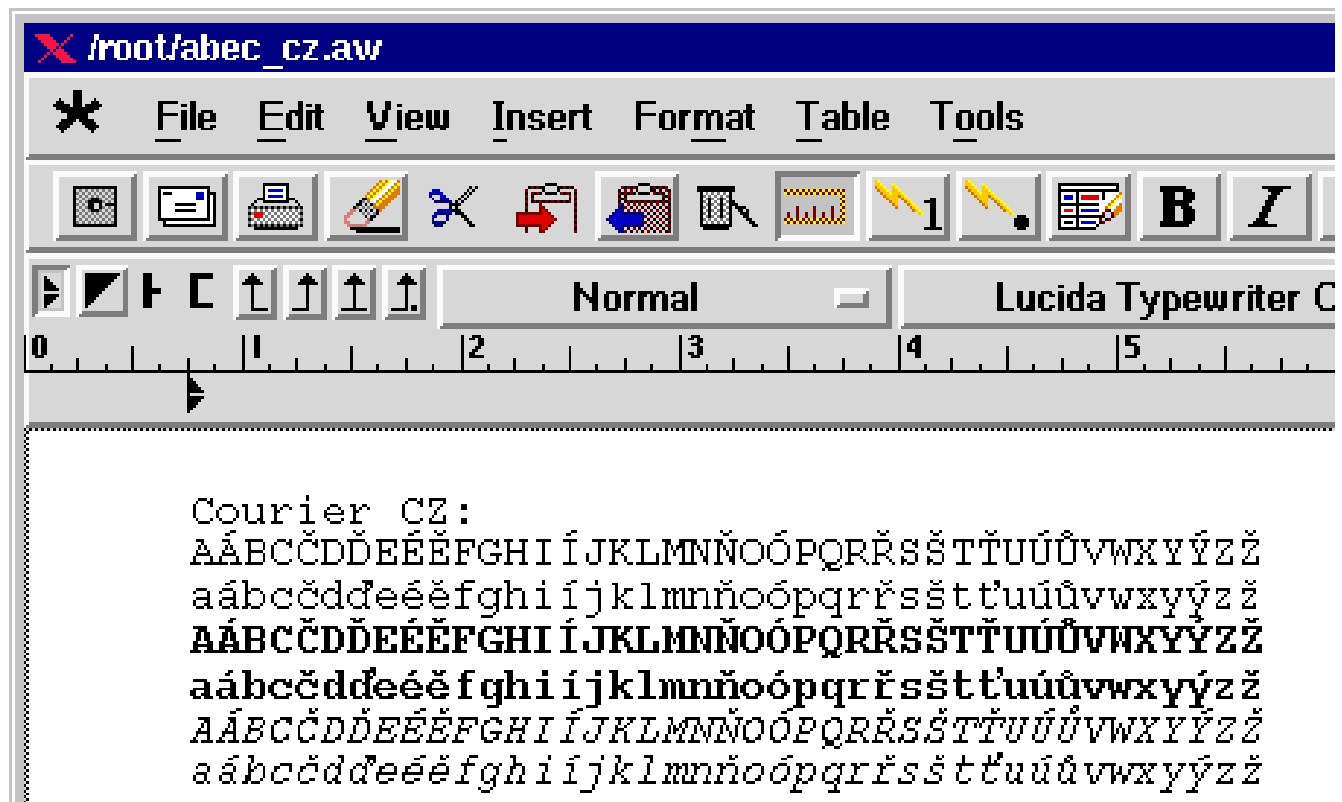 /root/abec_cz.aw
File Edit View Insert Format Table Tools
1 B I
Normal Lucida Typewriter C
0 1 2 3 4 5
Courier CZ:
AÁBCČDĎEÉĚFGHIÍJKLMNŇOÓPQRŘSŠTŤUÚŮVWXYÝZŽ
aábcčdďeéěfghiíjklmnňoópqrřsštťuúůvwxyýzž
AÁBCČDĎEÉĚFGHIÍJKLMNŇOÓPQRŘSŠTŤUÚŮVWXYÝZŽ
aábcčdďeéěfghiíjklmnňoópqrřsštťuúůvwxyýzž
AÁBCČDĎEÉĚFGHIÍJKLMNŇOÓPQRŘSŠTŤUÚŮVWXYÝZŽ
aábcčdďeéěfghiíjklmnňoópqrřsštťuúůvwxyýzž